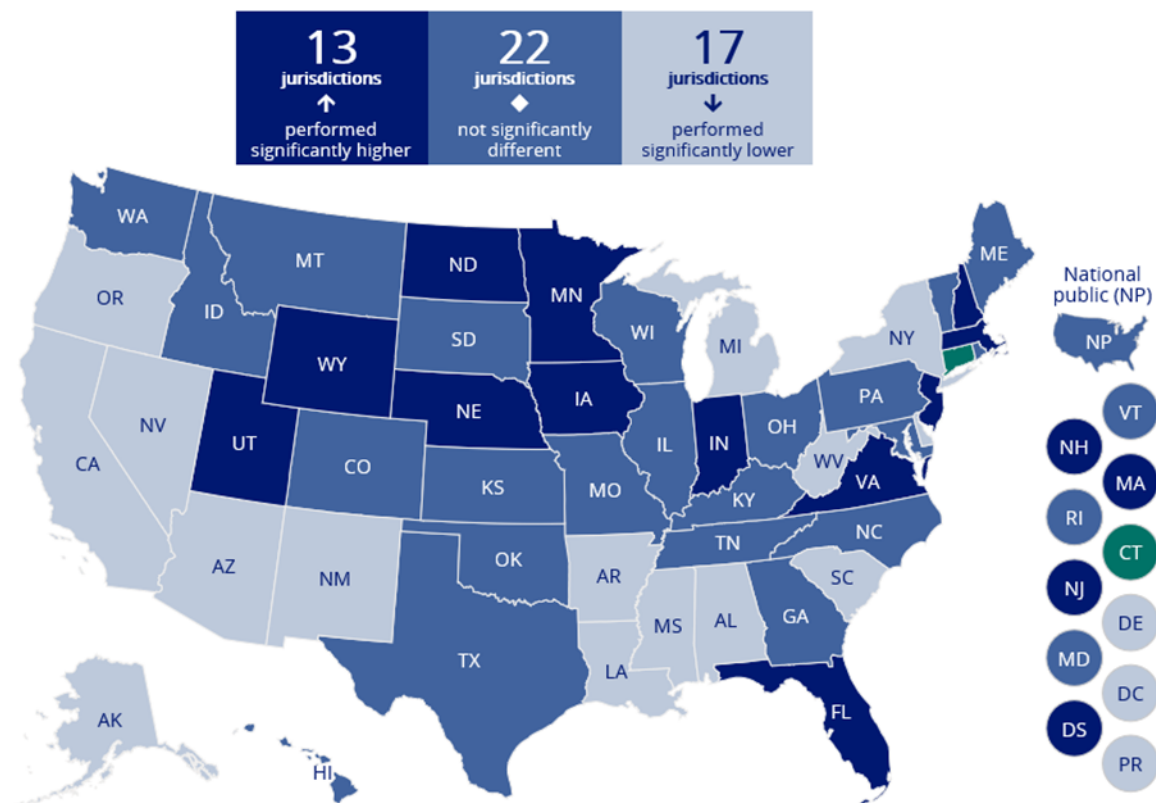 13
jurisdictions
performed
significantly higher
22
jurisdictions
not significantly
different
17
jurisdictions
performed
significantly lower
WA
MT
ND
MN
ME
OR
ID
SD
WI
MI
NY
National
public (NP)
NP
WY
NE
IA
PA
NV
UT
CO
IL
IN
OH
WV
VA
CA
KS
MO
KY
AZ
NM
OK
AR
TN
NC
SC
TX
LA
MS
AL
GA
FL
AK
HI
VT
NH
MA
RI
CT
NJ
DE
MD
DC
DS
PR